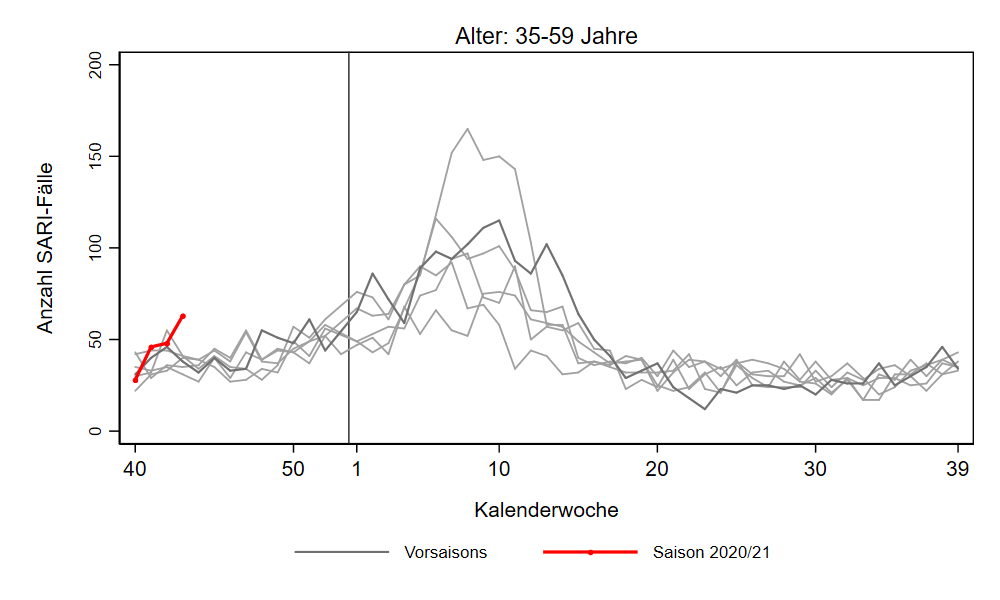 Alter: 35-59 Jahre
200
150
100
50
0
Anzahl SARI-Fälle
40 50 1 10 20 30 39
Kalenderwoche
Vorsaisons Saison 2020/21